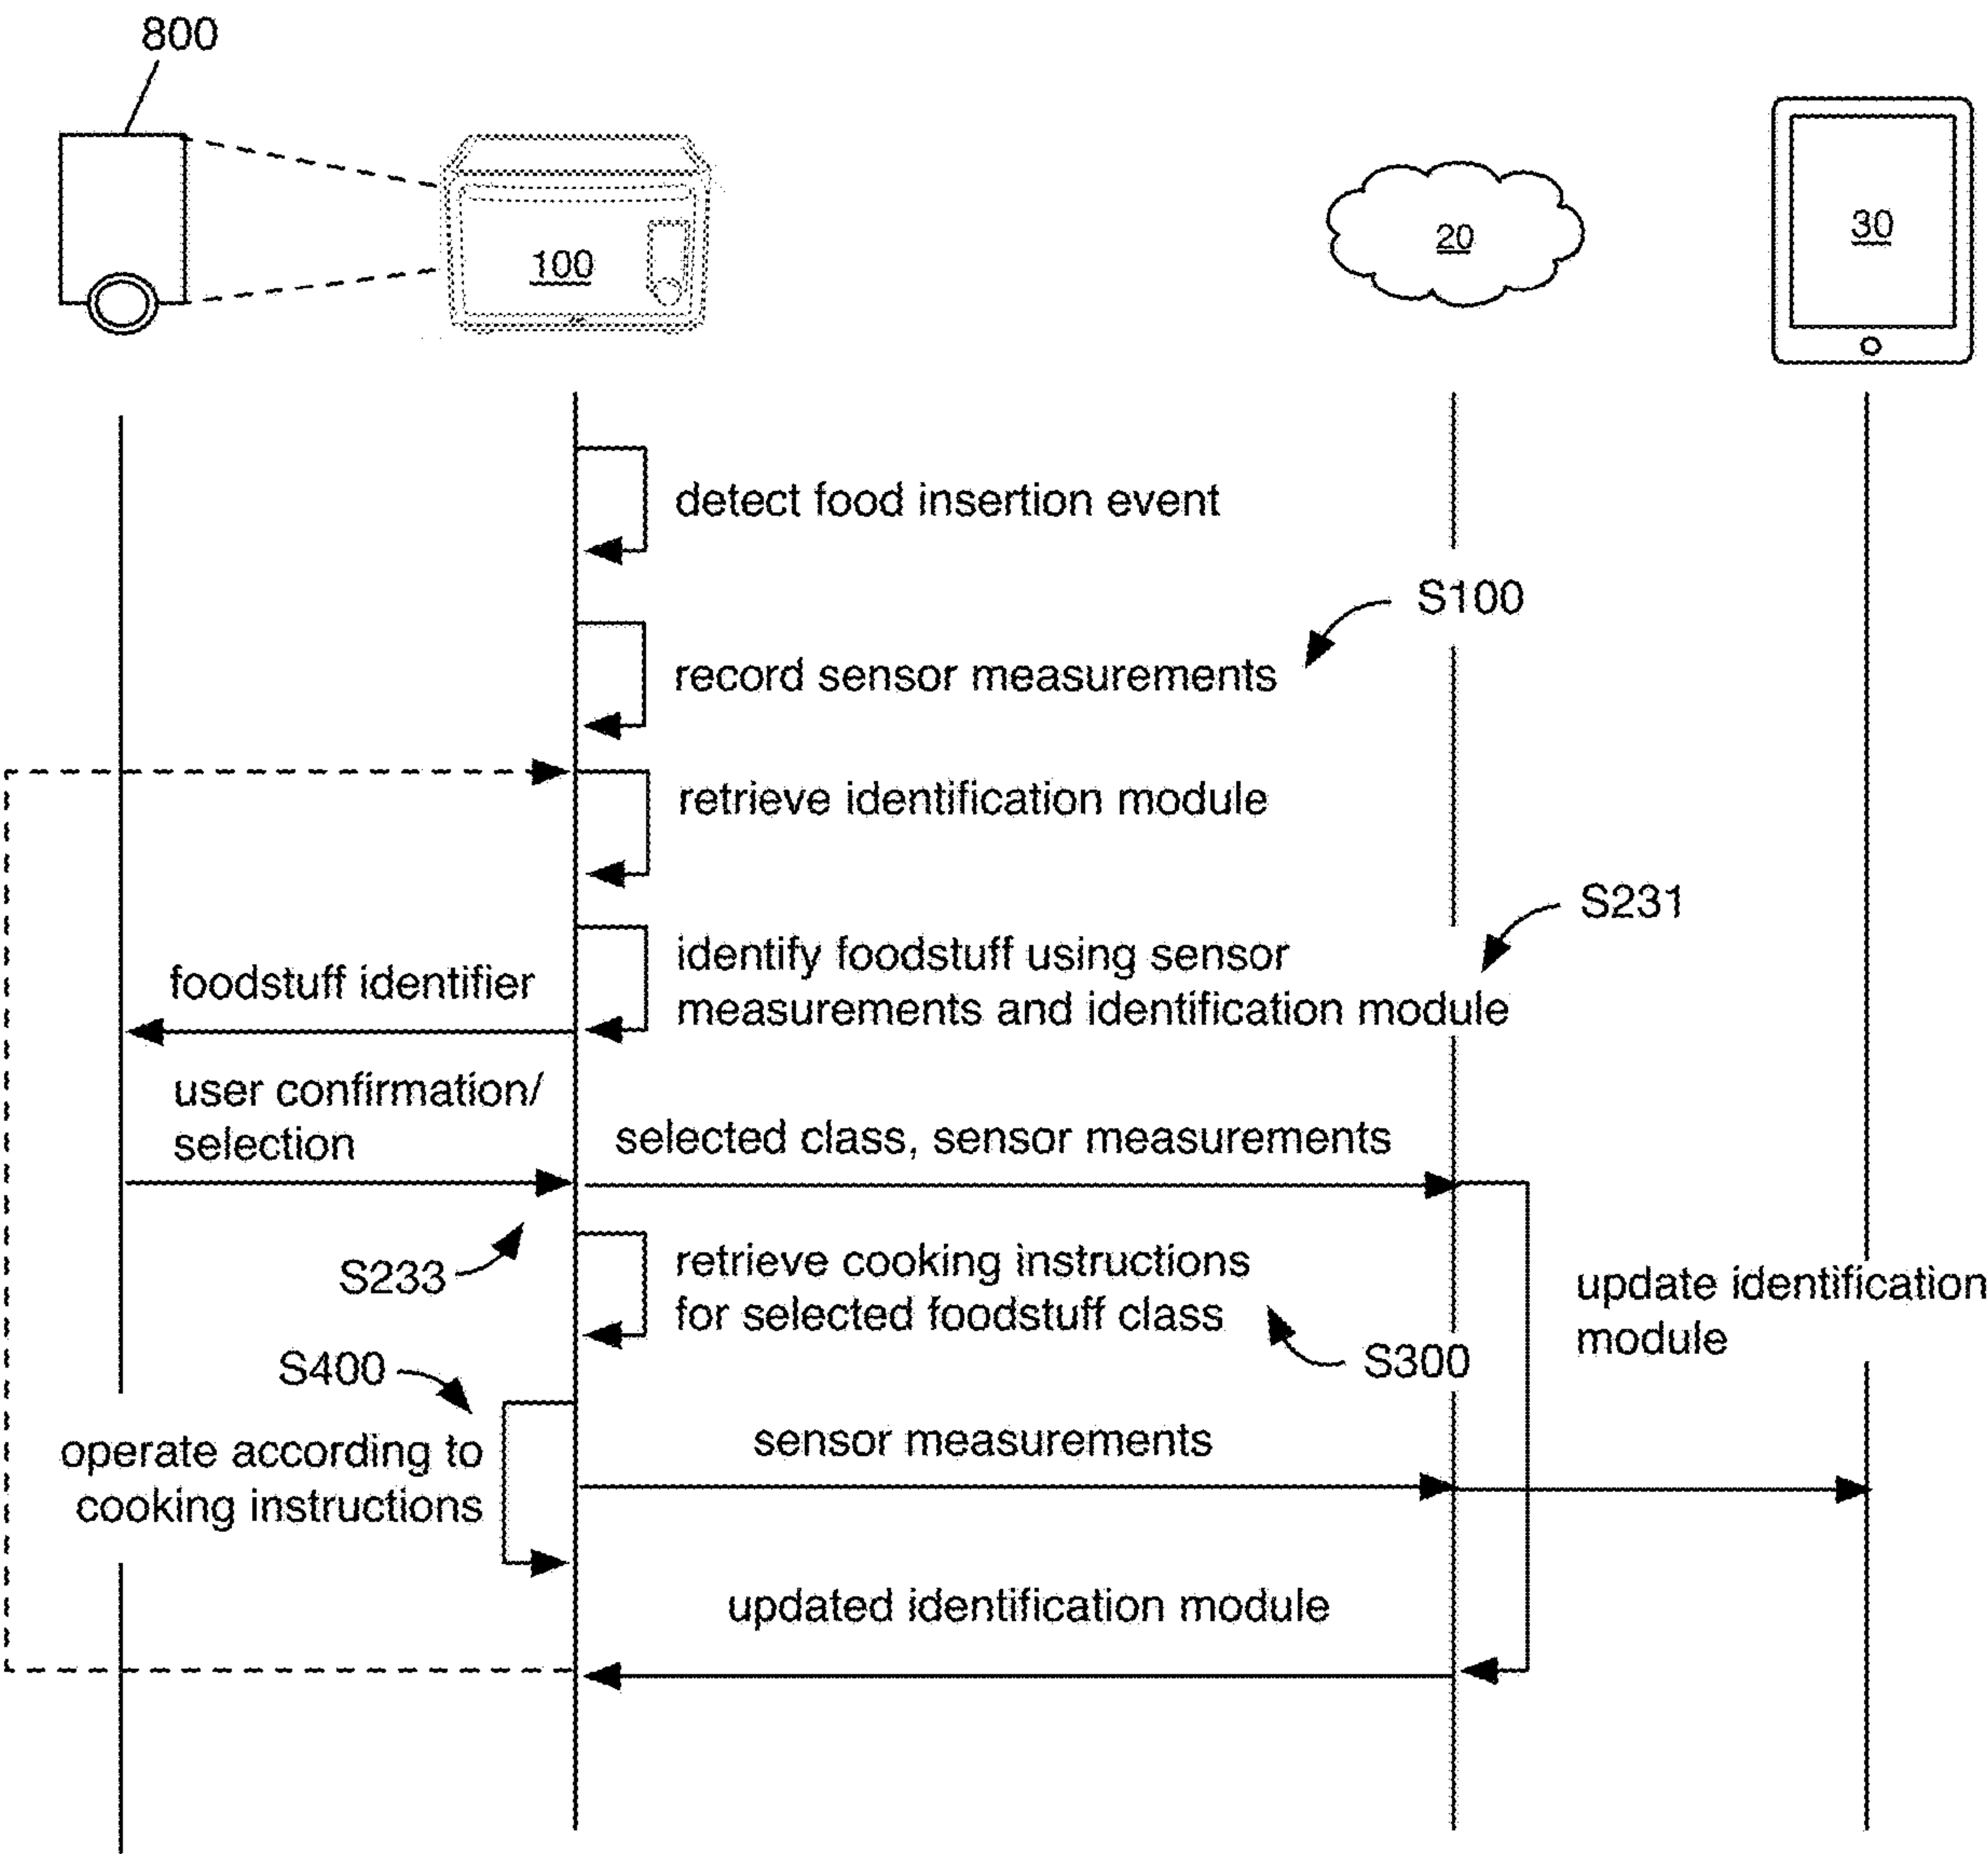 800
100
20
30
detect food insertion event
S100
record sensor measurements
retrieve identification module
S231
identify foodstuff using sensor
measurements and identification module
foodstuff identifier
user confirmation/
selection
selected class, sensor measurements
S233
retrieve cooking instructions
for selected foodstuff class
update identification
module
S300
S400
operate according to
cooking instructions
sensor measurements
updated identification module